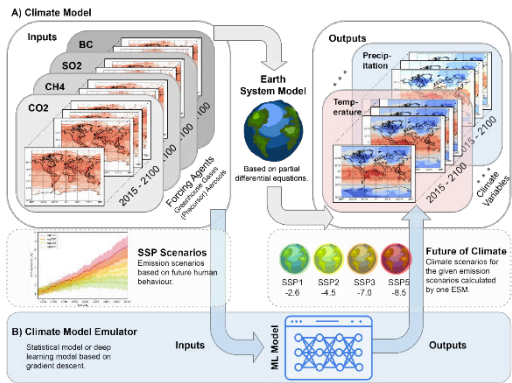 A) Climate Model
Inputs
BC
SO2
CH4
CO2
2015 - 2100
2015 - 2100
2015 - 2100
2015 - 2100
Forcing Agents
Greenhouse Gasses
(Precursor) Aerosols
Earth
System Model
Based on partial
differential equations.
Outputs
Precip-
itation
Temp-
erature
2015 - 2100
2015 - 2100
Climate
Variables
SSP Scenarios
Emission scenarios
based on future human
behaviour.
SSP1
-2.6
SSP2
-4.5
SSP3
-7.0
SSP5
-8.5
Future of Climate
Climate scenarios for
the given emission
scenarios calculated
by one ESM.
B) Climate Model Emulator
Statistical model or deep
learning model based on
gradient descent.
Inputs
ML Model
Outputs